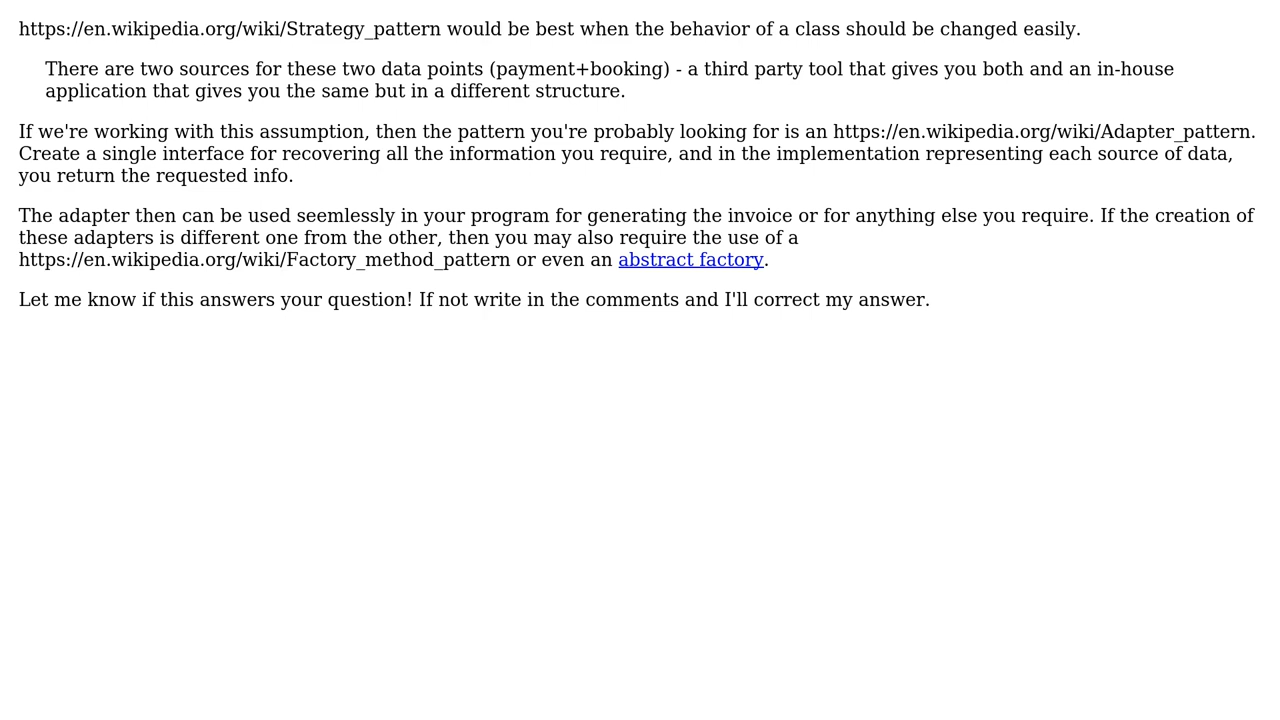 https://en.wikipedia.org/wiki/Strategy_pattern would be best when the behavior of a class should be changed easily.
There are two sources for these two data points (payment+booking) - a third party tool that gives you both and an in-house
application that gives you the same but in a different structure.
If we're working with this assumption, then the pattern you're probably looking for is an https://en.wikipedia.org/wiki/Adapter_pattern.
Create a single interface for recovering all the information you require, and in the implementation representing each source of data,
you return the requested info.
The adapter then can be used seemlessly in your program for generating the invoice or for anything else you require. If the creation of
these adapters is different one from the other, then you may also require the use of a
https://en.wikipedia.org/wiki/Factory_method_pattern or even an abstract factory.
Let me know if this answers your question! If not write in the comments and I'll correct my answer.